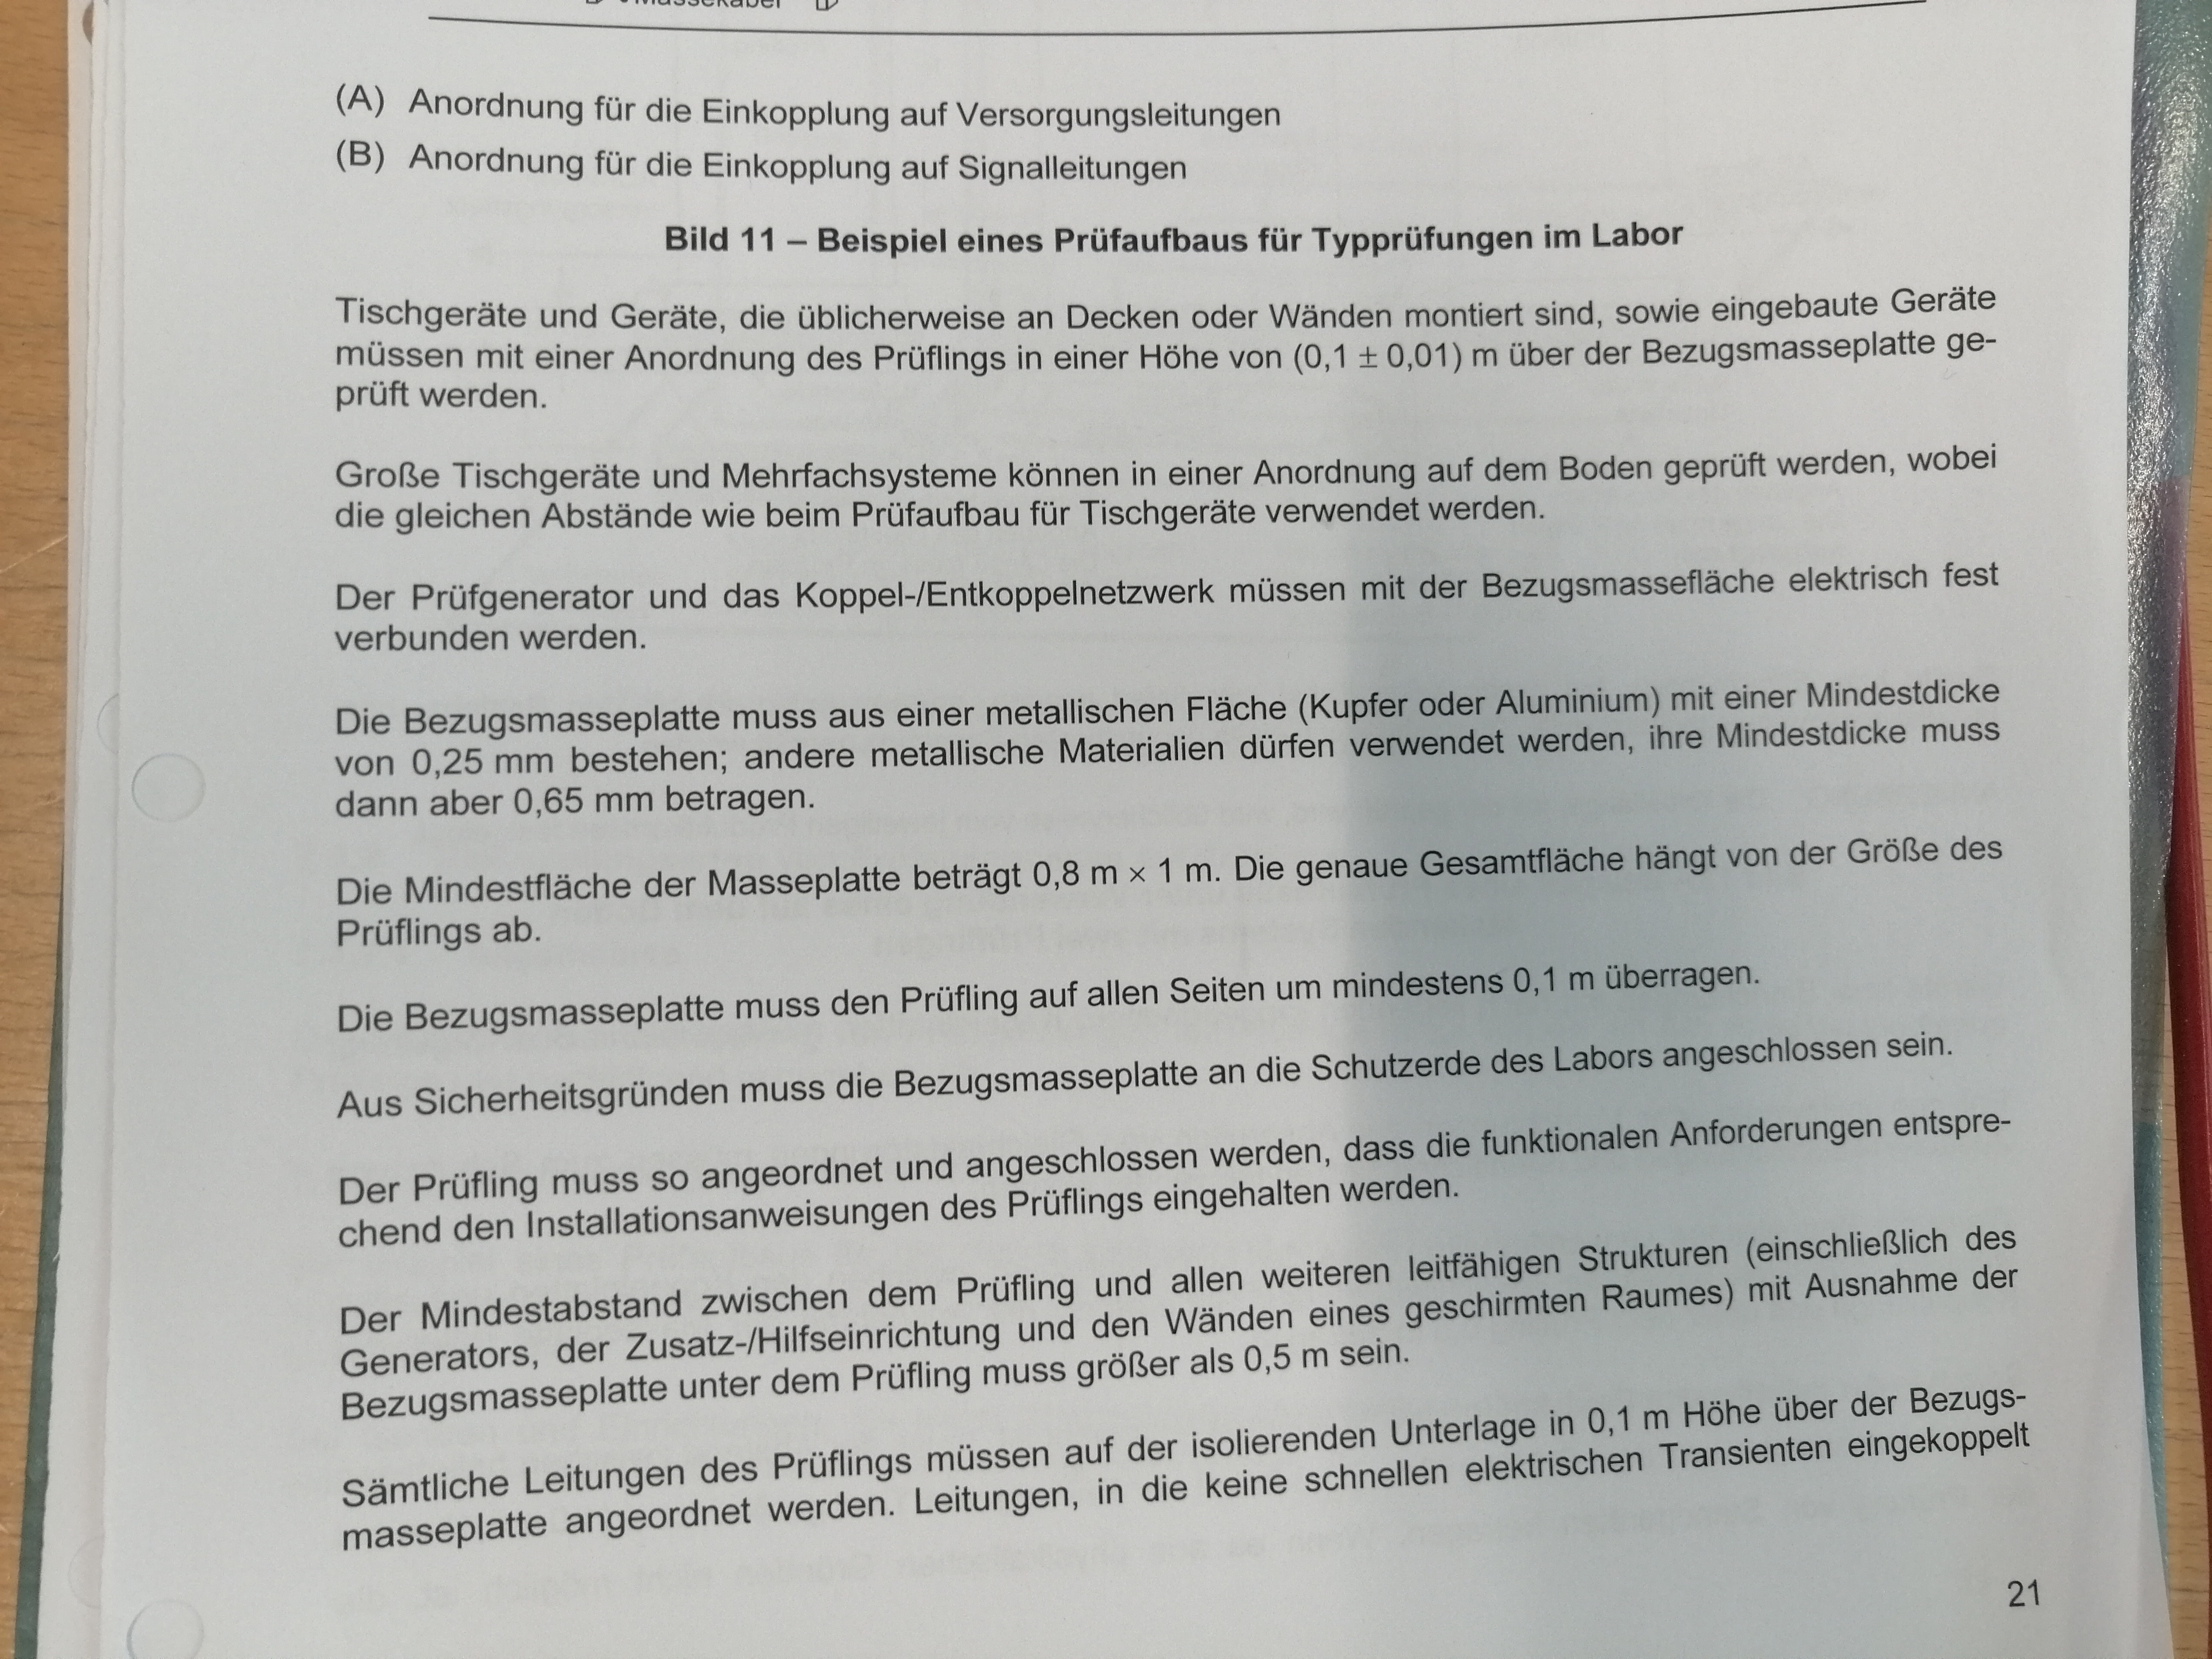 Massekabel
(A) Anordnung für die Einkopplung auf Versorgungsleitungen
(B) Anordnung für die Einkopplung auf Signalleitungen
Bild 11 – Beispiel eines Prüfaufbaus für Typprüfungen im Labor
Tischgeräte und Geräte, die üblicherweise an Decken oder Wänden montiert sind, sowie eingebaute Geräte
müssen mit einer Anordnung des Prüflings in einer Höhe von (0,1 ± 0,01) m über der Bezugsmasseplatte ge-
prüft werden.
Große Tischgeräte und Mehrfachsysteme können in einer Anordnung auf dem Boden geprüft werden, wobei
die gleichen Abstände wie beim Prüfaufbau für Tischgeräte verwendet werden.
Der Prüfgenerator und das Koppel-/Entkoppelnetzwerk müssen mit der Bezugsmassefläche elektrisch fest
verbunden werden.
Die Bezugsmasseplatte muss aus einer metallischen Fläche (Kupfer oder Aluminium) mit einer Mindestdicke
von 0,25 mm bestehen; andere metallische Materialien dürfen verwendet werden, ihre Mindestdicke muss
dann aber 0,65 mm betragen.
Die Mindestfläche der Masseplatte beträgt 0,8 m × 1 m. Die genaue Gesamtfläche hängt von der Größe des
Prüflings ab.
Die Bezugsmasseplatte muss den Prüfling auf allen Seiten um mindestens 0,1 m überragen.
Aus Sicherheitsgründen muss die Bezugsmasseplatte an die Schutzerde des Labors angeschlossen sein.
Der Prüfling muss so angeordnet und angeschlossen werden, dass die funktionalen Anforderungen entspre-
chend den Installationsanweisungen des Prüflings eingehalten werden.
Der Mindestabstand zwischen dem Prüfling und allen weiteren leitfähigen Strukturen (einschließlich des
Generators, der Zusatz-/Hilfseinrichtung und den Wänden eines geschirmten Raumes) mit Ausnahme der
Bezugsmasseplatte unter dem Prüfling muss größer als 0,5 m sein.
Sämtliche Leitungen des Prüflings müssen auf der isolierenden Unterlage in 0,1 m Höhe über der Bezugs-
masseplatte angeordnet werden. Leitungen, in die keine schnellen elektrischen Transienten eingekoppelt
21